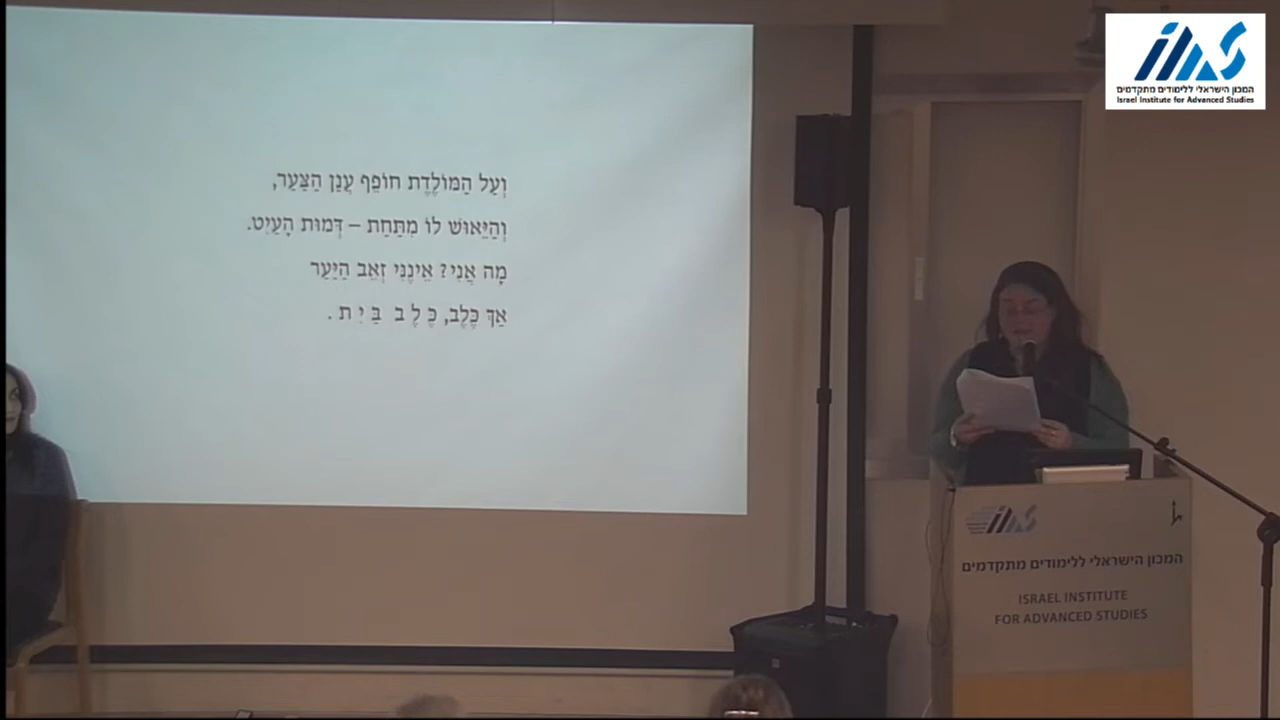 וְעַל הַמּוֹלֶדֶת חוֹפֵף עֲנַן הַצַּעַר,
וְהַיֵּאוּשׁ לוֹ מִתַּחַת – דְּמוּת הָעַיִט.
מָה אֲנִי? אֵינֶנִּי זְאֵב הַיַּעַר
אַךְ כֶּלֶב, כֶּ לֶ ב  בַּ יִ ת .
המכון הישראלי ללימודים מתקדמים
Israel Institute for Advanced Studies
המכון הישראלי ללימודים מתקדמים
ISRAEL INSTITUTE
FOR ADVANCED STUDIES